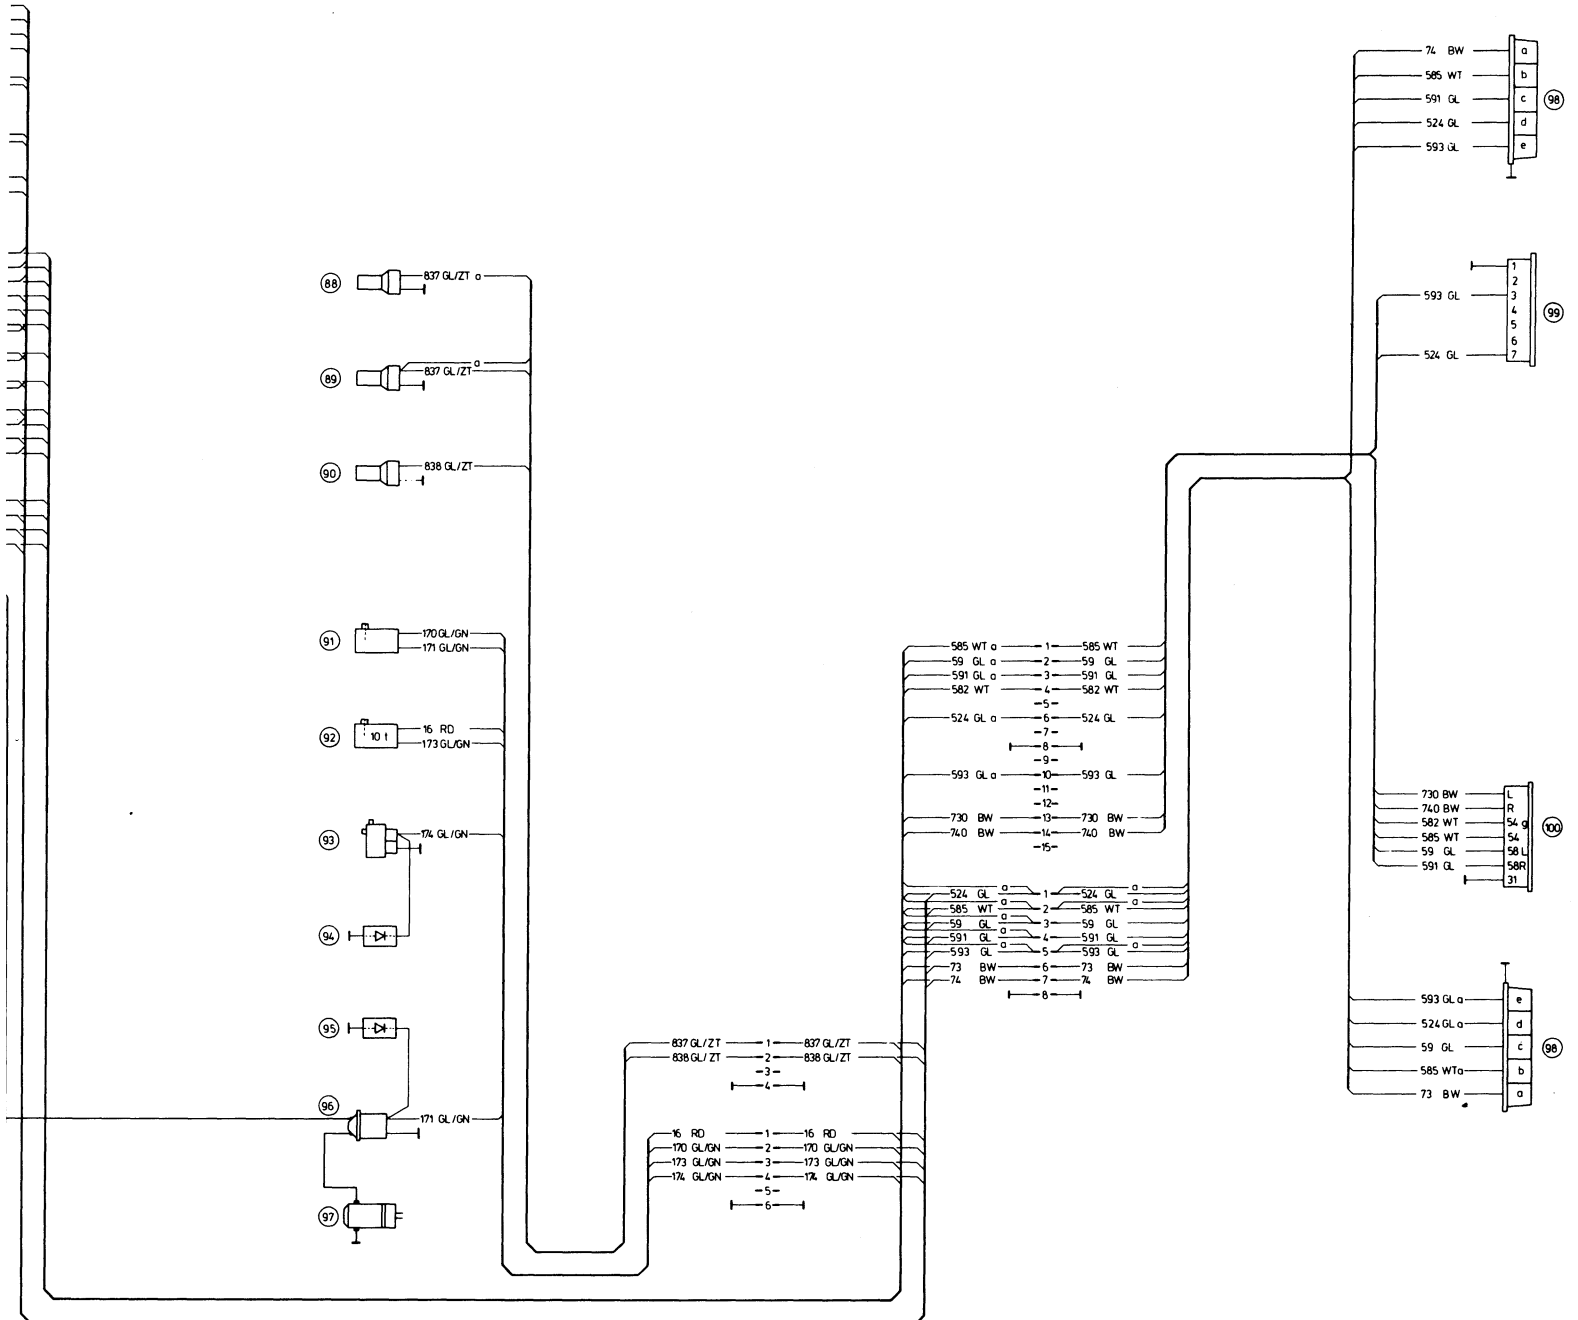 88
837 GL/ZT a
89
a
837 GL/ZT
90
838 GL/ZT
91
170 GL/GN
171 GL/GN
92
10 t
16 RD
173 GL/GN
93
174 GL/GN
94
95
96
171 GL/GN
97
837 GL/ZT 1 837 GL/ZT
838 GL/ZT 2 838 GL/ZT
3
4
16 RD 1 16 RD
170 GL/GN 2 170 GL/GN
173 GL/GN 3 173 GL/GN
174 GL/GN 4 174 GL/GN
5
6
585 WT a 1 585 WT
59 GL a 2 59 GL
591 GL a 3 591 GL
582 WT 4 582 WT
5
524 GL a 6 524 GL
7
8
9
593 GL a 10 593 GL
11
12
730 BW 13 730 BW
740 BW 14 740 BW
15
a a
524 GL 1 524 GL
a a
585 WT 2 585 WT
a
59 GL 3 59 GL
a
591 GL 4 591 GL
a a
593 GL 5 593 GL
73 BW 6 73 BW
74 BW 7 74 BW
8
74 BW a
585 WT b
591 GL c
524 GL d
593 GL e
98
1
2
593 GL 3
4
5
6
524 GL 7
99
730 BW L
740 BW R
582 WT 54 g
585 WT 54
59 GL 58 L
591 GL 58R
31
100
593 GL a e
524 GL a d
59 GL c
585 WT a b
73 BW a
98